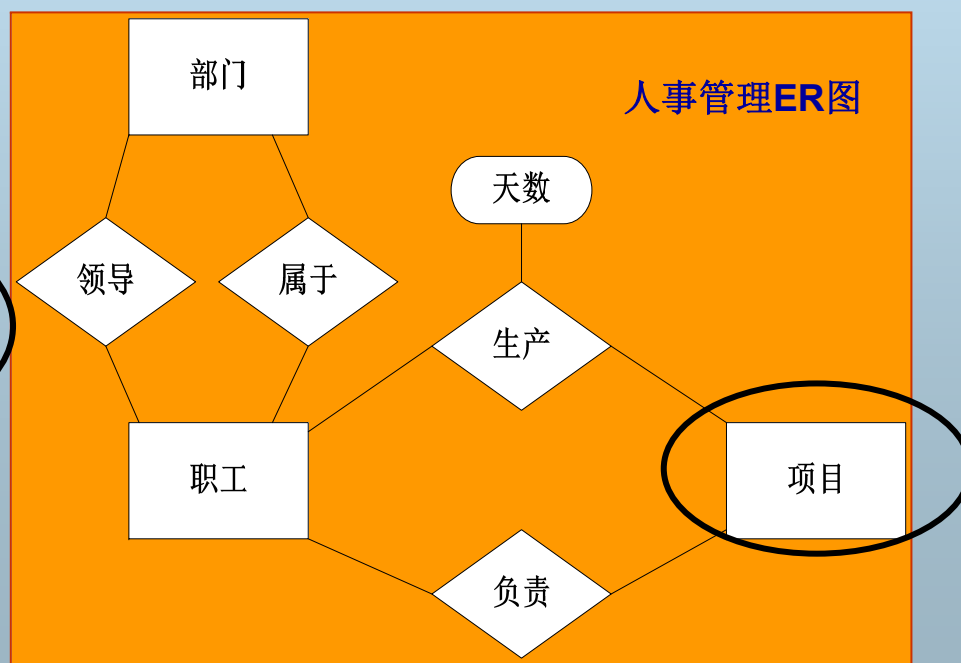 部门
人事管理ER图
天数
领导
属于
生产
职工
项目
负责